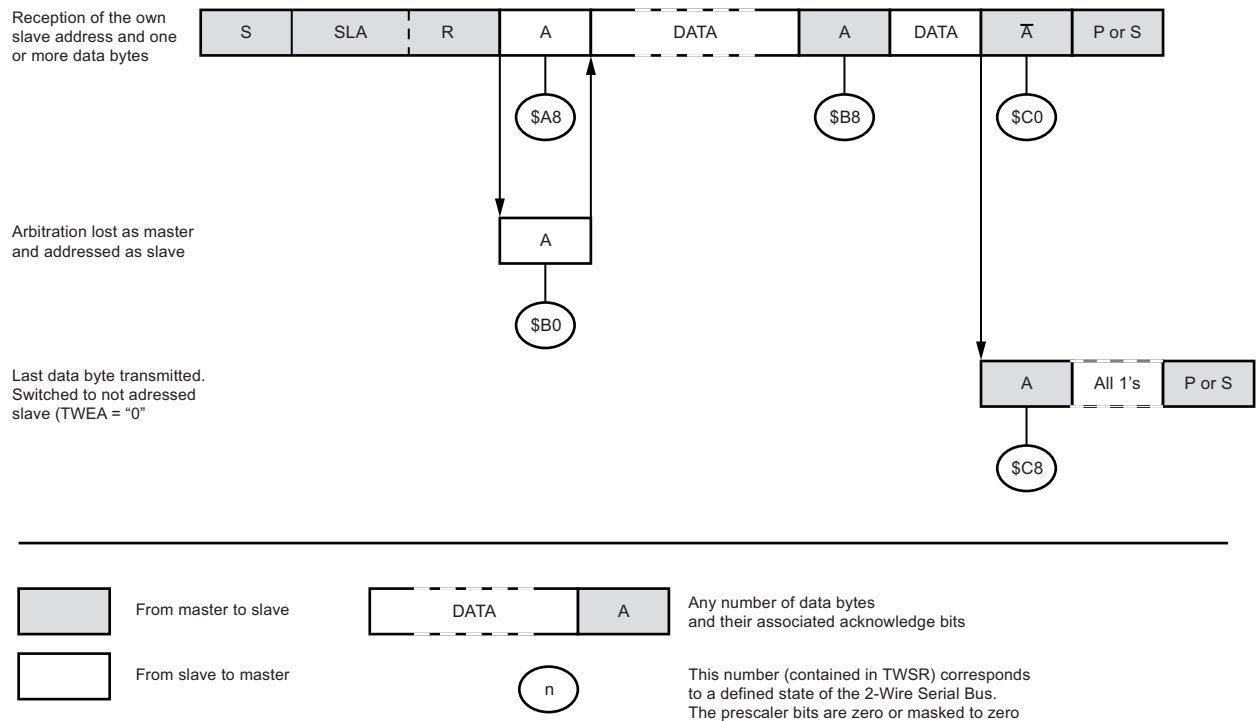 Reception of the own
slave address and one
or more data bytes
S SLA R A DATA A DATA A̅ P or S
$A8 $B8 $C0
Arbitration lost as master
and addressed as slave
A
$B0
Last data byte transmitted.
Switched to not adressed
slave (TWEA = “0”
A All 1's P or S
$C8
From master to slave
DATA A
Any number of data bytes
and their associated acknowledge bits
From slave to master
n
This number (contained in TWSR) corresponds
to a defined state of the 2-Wire Serial Bus.
The prescaler bits are zero or masked to zero